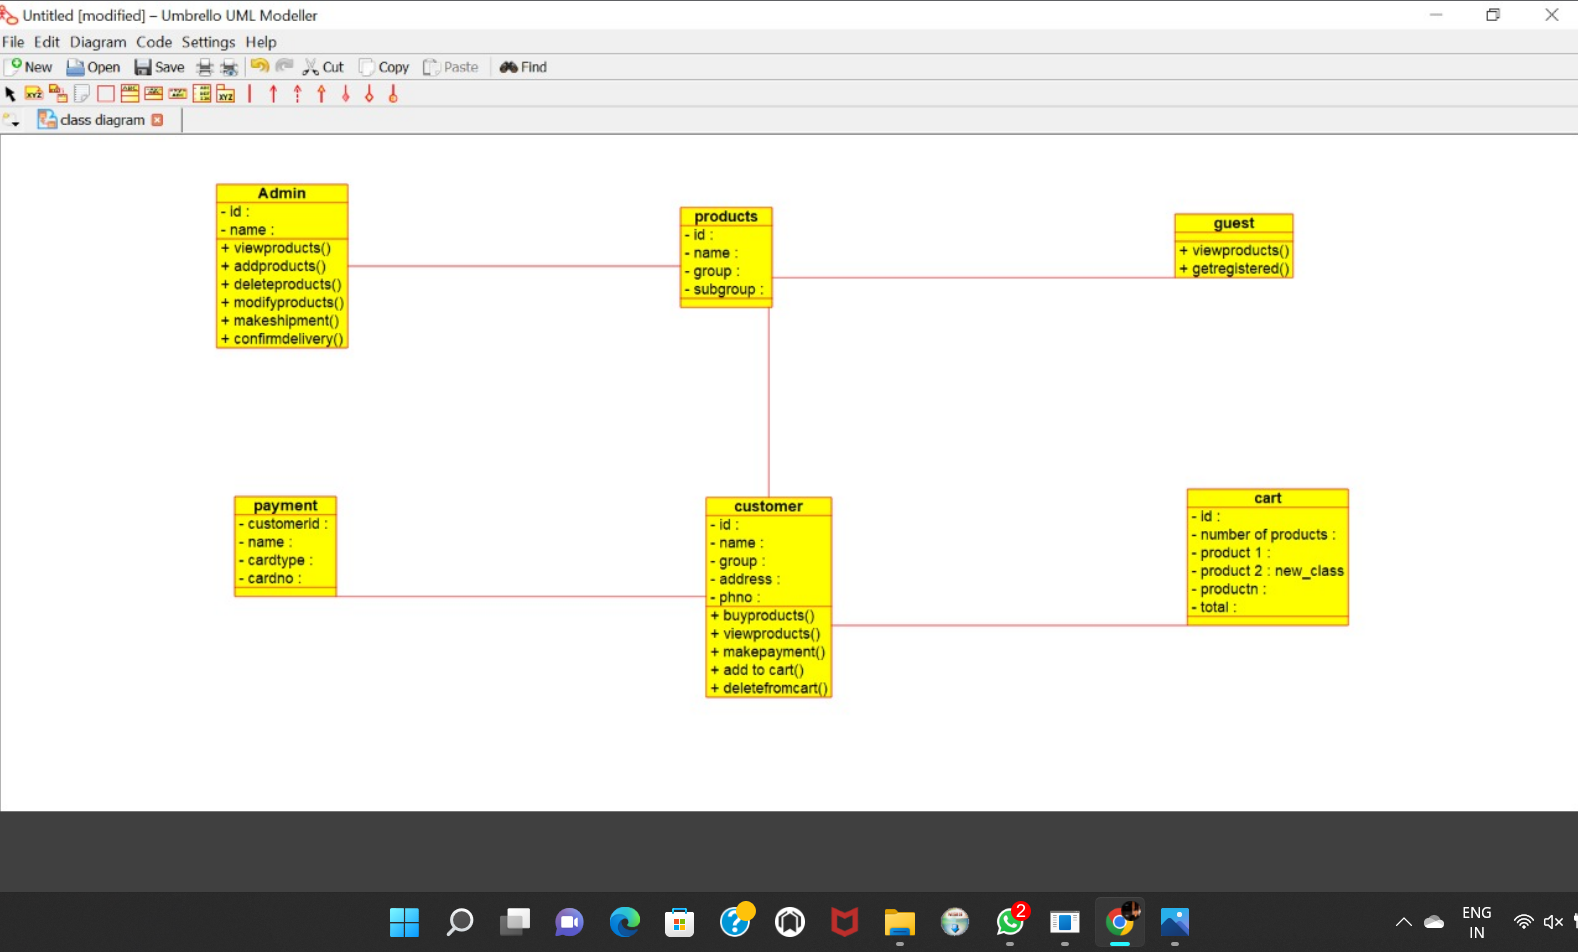 Untitled [modified] – Umbrello UML Modeller
File Edit Diagram Code Settings Help
New Open Save Cut Copy Paste Find
class diagram
Admin
- id :
- name :
+ viewproducts()
+ addproducts()
+ deleteproducts()
+ modifyproducts()
+ makeshipment()
+ confirmdelivery()
products
- id :
- name :
- group :
- subgroup :
guest
+ viewproducts()
+ getregistered()
payment
- customerid :
- name :
- cardtype :
- cardno :
customer
- id :
- name :
- group :
- address :
- phno :
+ buyproducts()
+ viewproducts()
+ makepayment()
+ add to cart()
+ deletefromcart()
cart
- id :
- number of products :
- product 1 :
- product 2 : new_class
- productn :
- total :
2
ENG
IN